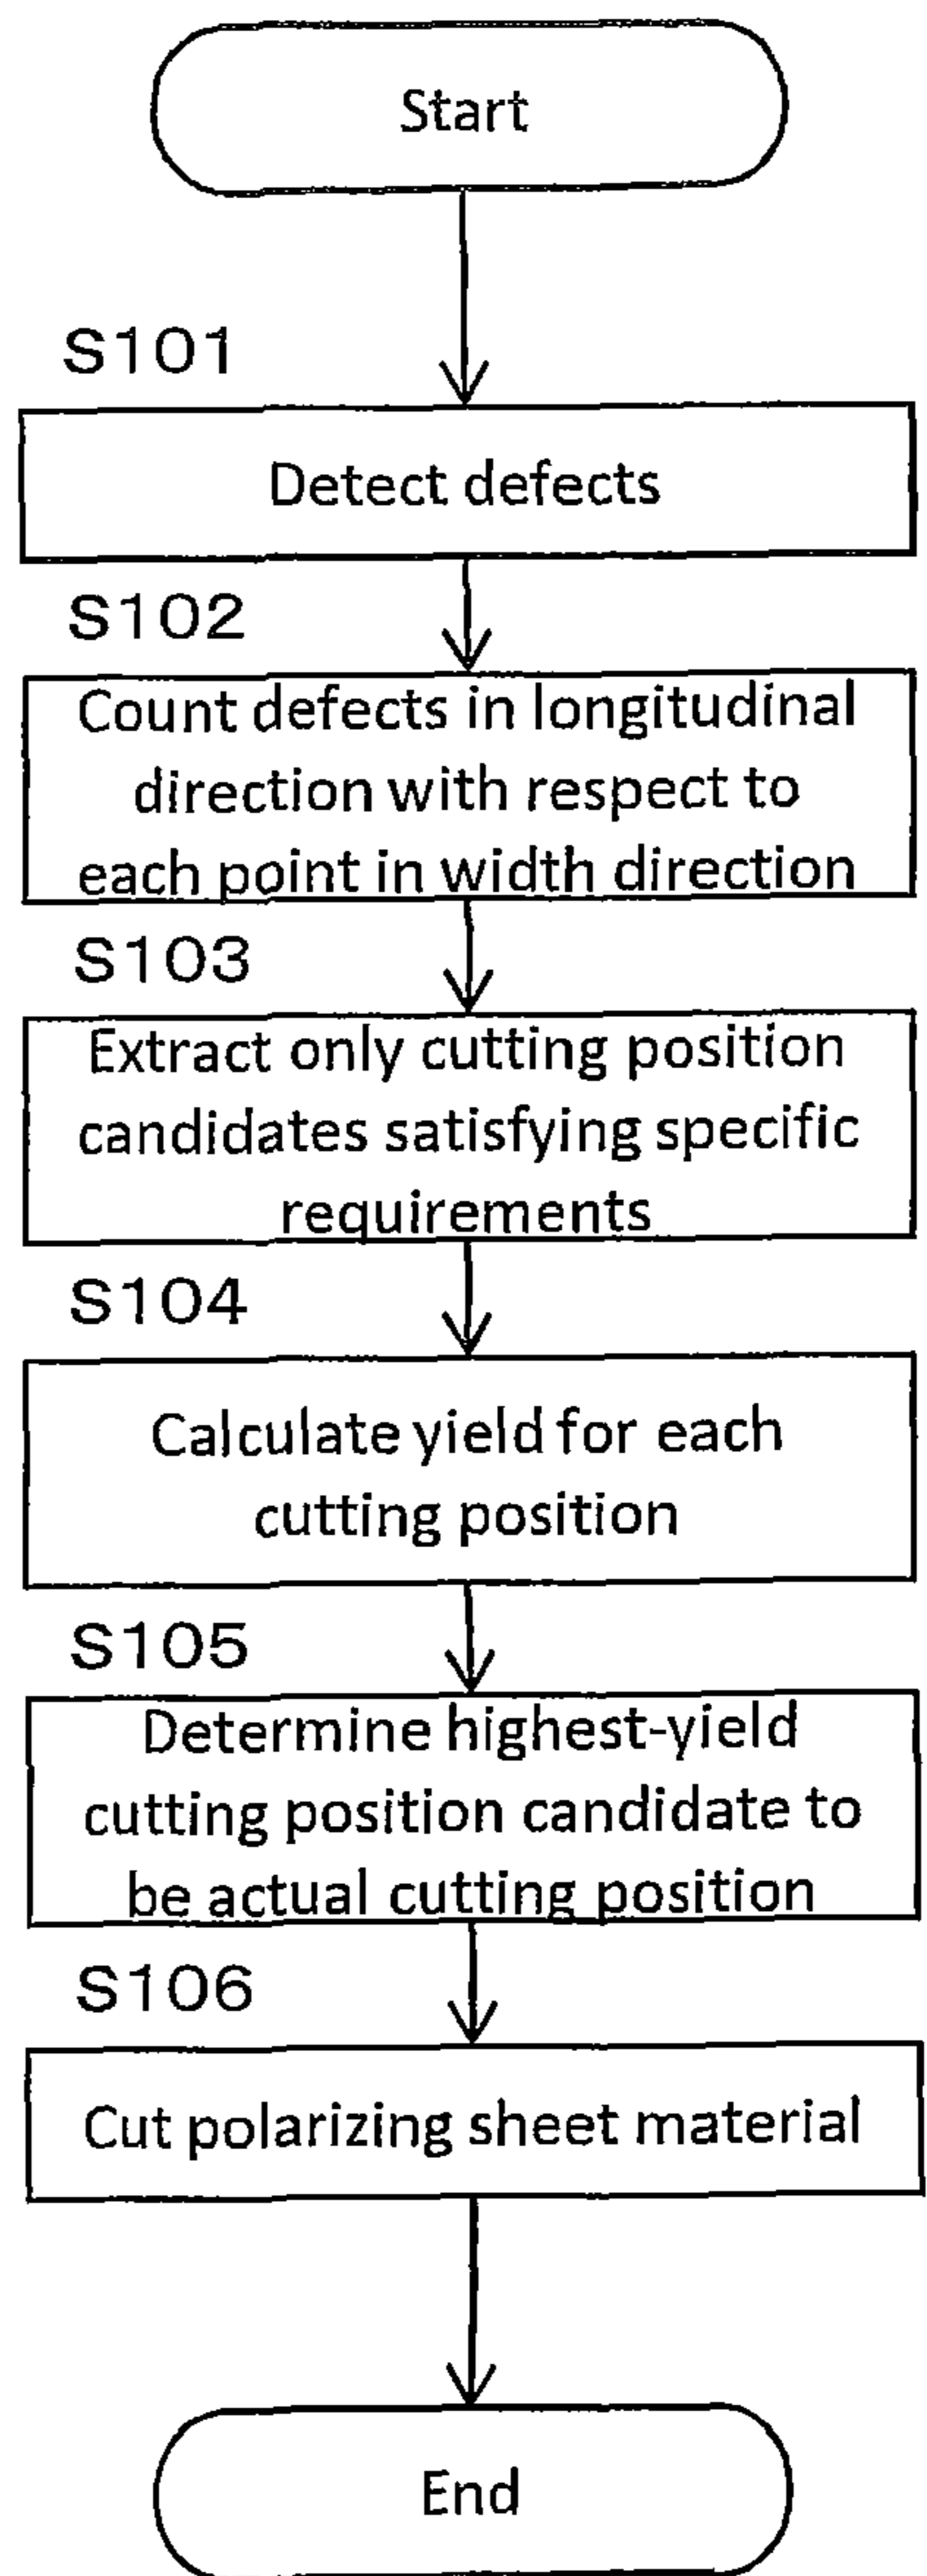 Start
S101
Detect defects
S102
Count defects in longitudinal
direction with respect to
each point in width direction
S103
Extract only cutting position
candidates satisfying specific
requirements
S104
Calculate yield for each
cutting position
S105
Determine highest-yield
cutting position candidate to
be actual cutting position
S106
Cut polarizing sheet material
End